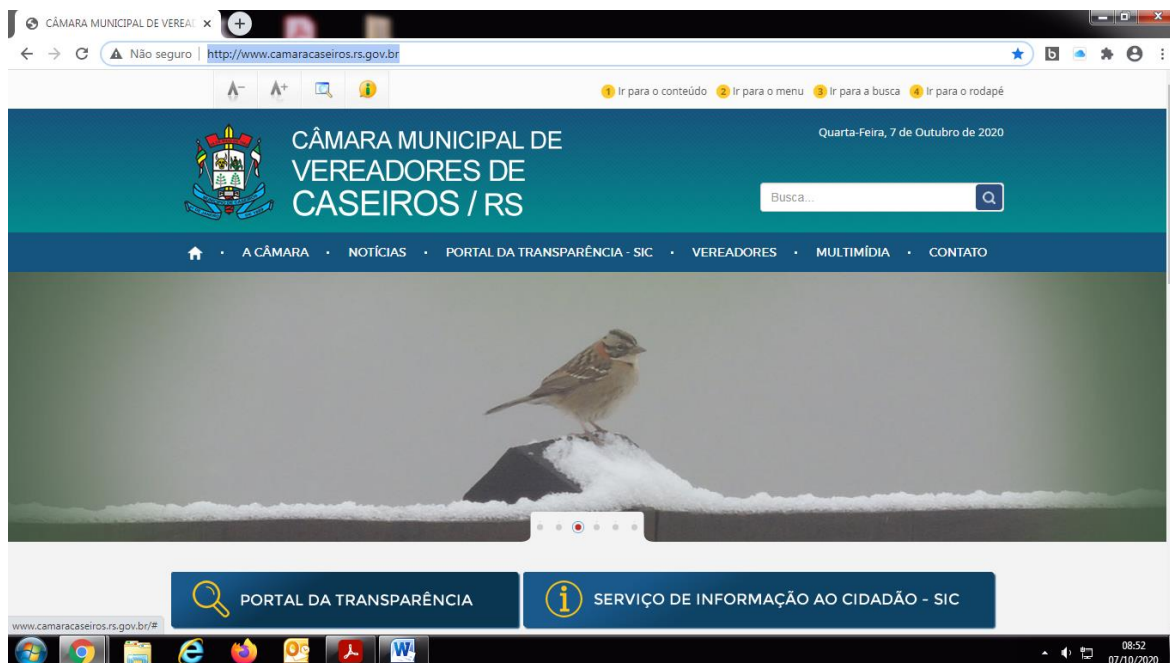 CÂMARA MUNICIPAL DE VEREA
Não seguro | http://www.camaracaseiros.rs.gov.br
A- A+ 1 Ir para o conteúdo 2 Ir para o menu 3 Ir para a busca 4 Ir para o rodapé
Quarta-Feira, 7 de Outubro de 2020
CÂMARA MUNICIPAL DE
VEREADORES DE
CASEIROS / RS
Busca...
A CÂMARA · NOTÍCIAS · PORTAL DA TRANSPARÊNCIA - SIC · VEREADORES · MULTIMÍDIA · CONTATO
PORTAL DA TRANSPARÊNCIA
SERVIÇO DE INFORMAÇÃO AO CIDADÃO - SIC
www.camaracaseiros.rs.gov.br/#
08:52
07/10/2020